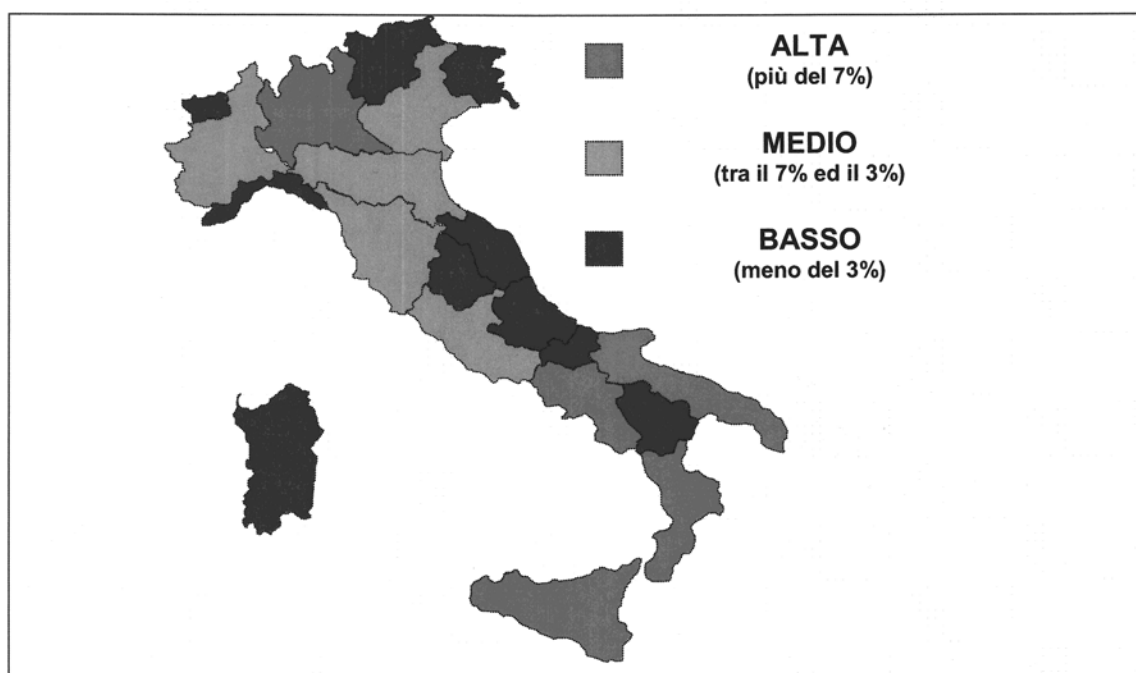 ALTA
(più del 7%)
MEDIO
(tra il 7% ed il 3%)
BASSO
(meno del 3%)